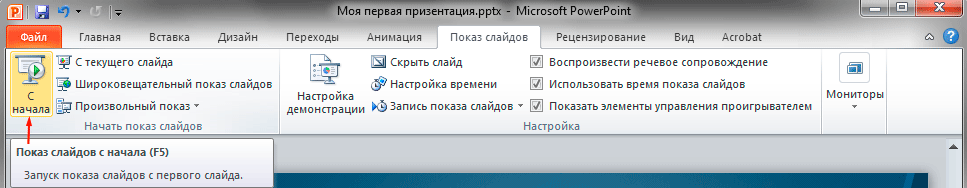 Моя первая призентация.pptx - Microsoft PowerPoint
Файл Главная Вставка Дизайн Переходы Анимация Показ слайдов Рецензирование Вид Acrobat
С начала
С текущего слайда
Широковещательный показ слайдов
Произвольный показ
Начать показ слайдов
Настройка демонстрации
Скрыть слайд
Настройка времени
Запись показа слайдов
Воспроизвести речевое сопровождение
Использовать время показа слайдов
Показать элементы управления проигрывателем
Настройка
Мониторы
Показ слайдов с начала (F5)
Запуск показа слайдов с первого слайда.